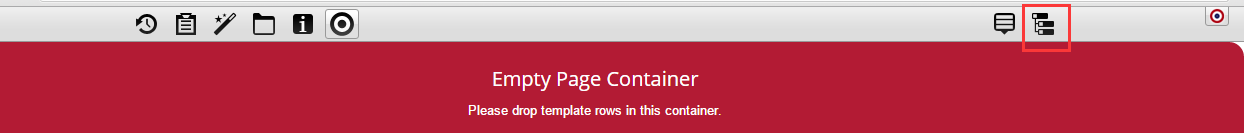 Empty Page Container
Please drop template rows in this container.